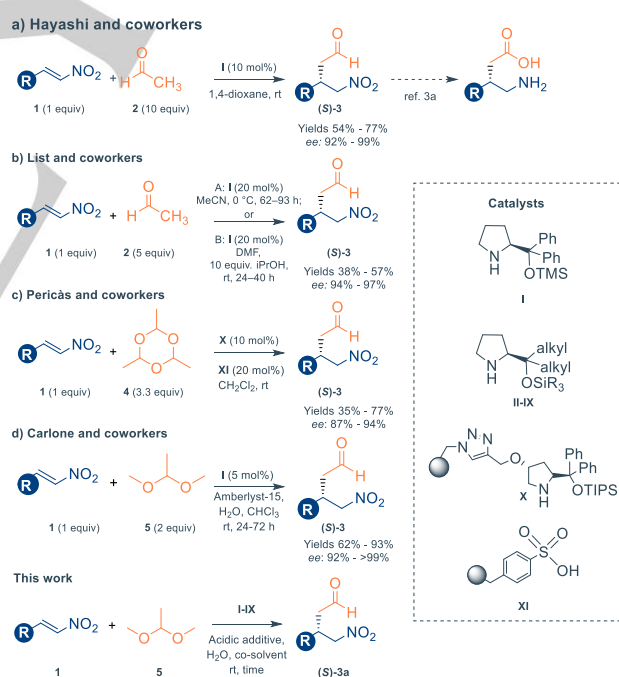 a) Hayashi and coworkers
R NO₂ + H O CH₃
1 (1 equiv) 2 (10 equiv)
I (10 mol%)
1,4-dioxane, rt
O H R NO₂
(S)-3
Yields 54% - 77%
ee: 92% - 99%
ref. 3a
O OH R NH₂
b) List and coworkers
R NO₂ + H O CH₃
1 (1 equiv) 2 (5 equiv)
A: I (20 mol%)
MeCN, 0 °C, 62–93 h;
or
B: I (20 mol%)
DMF,
10 equiv. iPrOH,
rt, 24–40 h
O H R NO₂
(S)-3
Yields 38% - 57%
ee: 94% - 97%
c) Pericàs and coworkers
R NO₂ + O O O
1 (1 equiv) 4 (3.3 equiv)
X (10 mol%)
XI (20 mol%)
CH₂Cl₂, rt
O H R NO₂
(S)-3
Yields 35% - 77%
ee: 87% - 94%
d) Carlone and coworkers
R NO₂ + O O
1 (1 equiv) 5 (2 equiv)
I (5 mol%)
Amberlyst-15,
H₂O, CHCl₃
rt, 24-72 h
O H R NO₂
(S)-3
Yields 62% - 93%
ee: 92% - >99%
This work
R NO₂ + O O
1 5
I-IX
Acidic additive,
H₂O, co-solvent
rt, time
O H R NO₂
(S)-3a
Catalysts
NH Ph Ph OTMS
I
NH alkyl alkyl OSiR₃
II-IX
N N N O NH Ph Ph OTIPS
X
O S O OH
XI